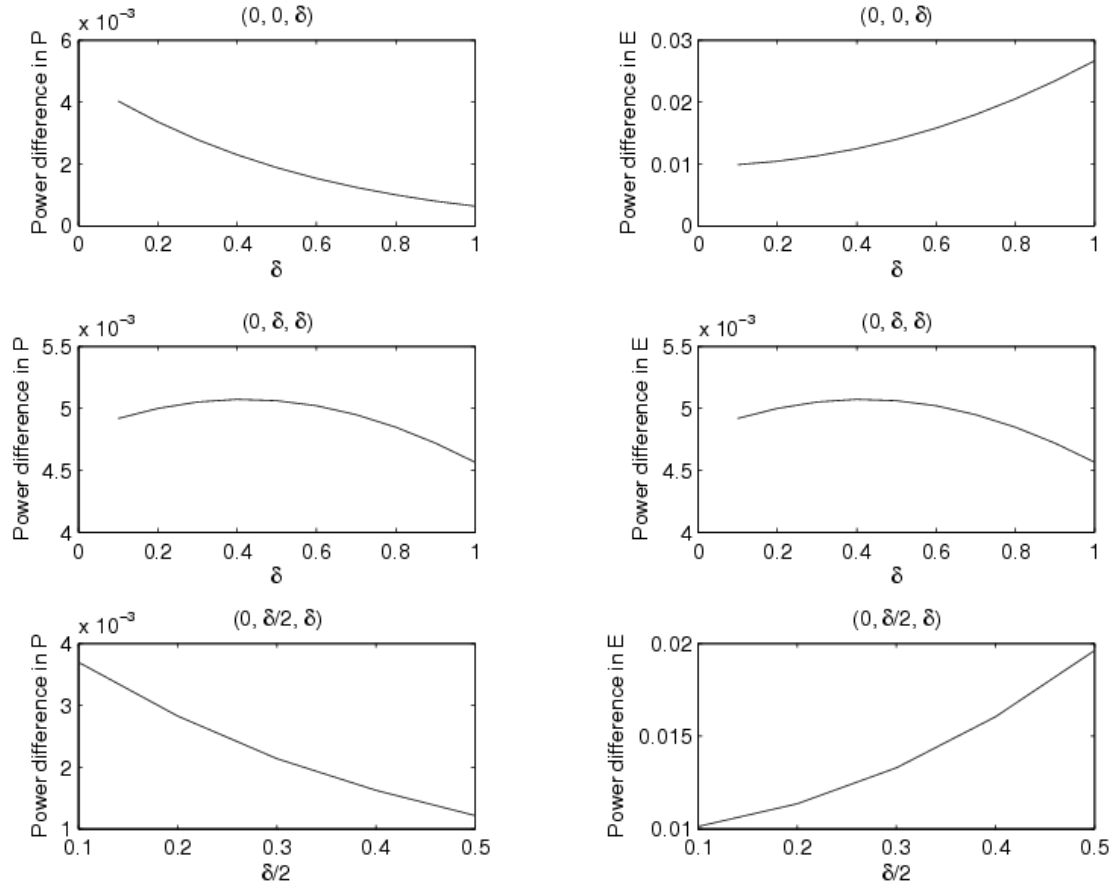 x 10⁻³
(0, 0, δ)
Power difference in P
6
4
2
0
0 0.2 0.4 0.6 0.8 1
δ
(0, 0, δ)
Power difference in E
0.03
0.02
0.01
0
0 0.2 0.4 0.6 0.8 1
δ
x 10⁻³
(0, δ, δ)
Power difference in P
5.5
5
4.5
4
0 0.2 0.4 0.6 0.8 1
δ
x 10⁻³
(0, δ, δ)
Power difference in E
5.5
5
4.5
4
0 0.2 0.4 0.6 0.8 1
δ
x 10⁻³
(0, δ/2, δ)
Power difference in P
4
3
2
1
0.1 0.2 0.3 0.4 0.5
δ/2
(0, δ/2, δ)
Power difference in E
0.02
0.015
0.01
0.1 0.2 0.3 0.4 0.5
δ/2